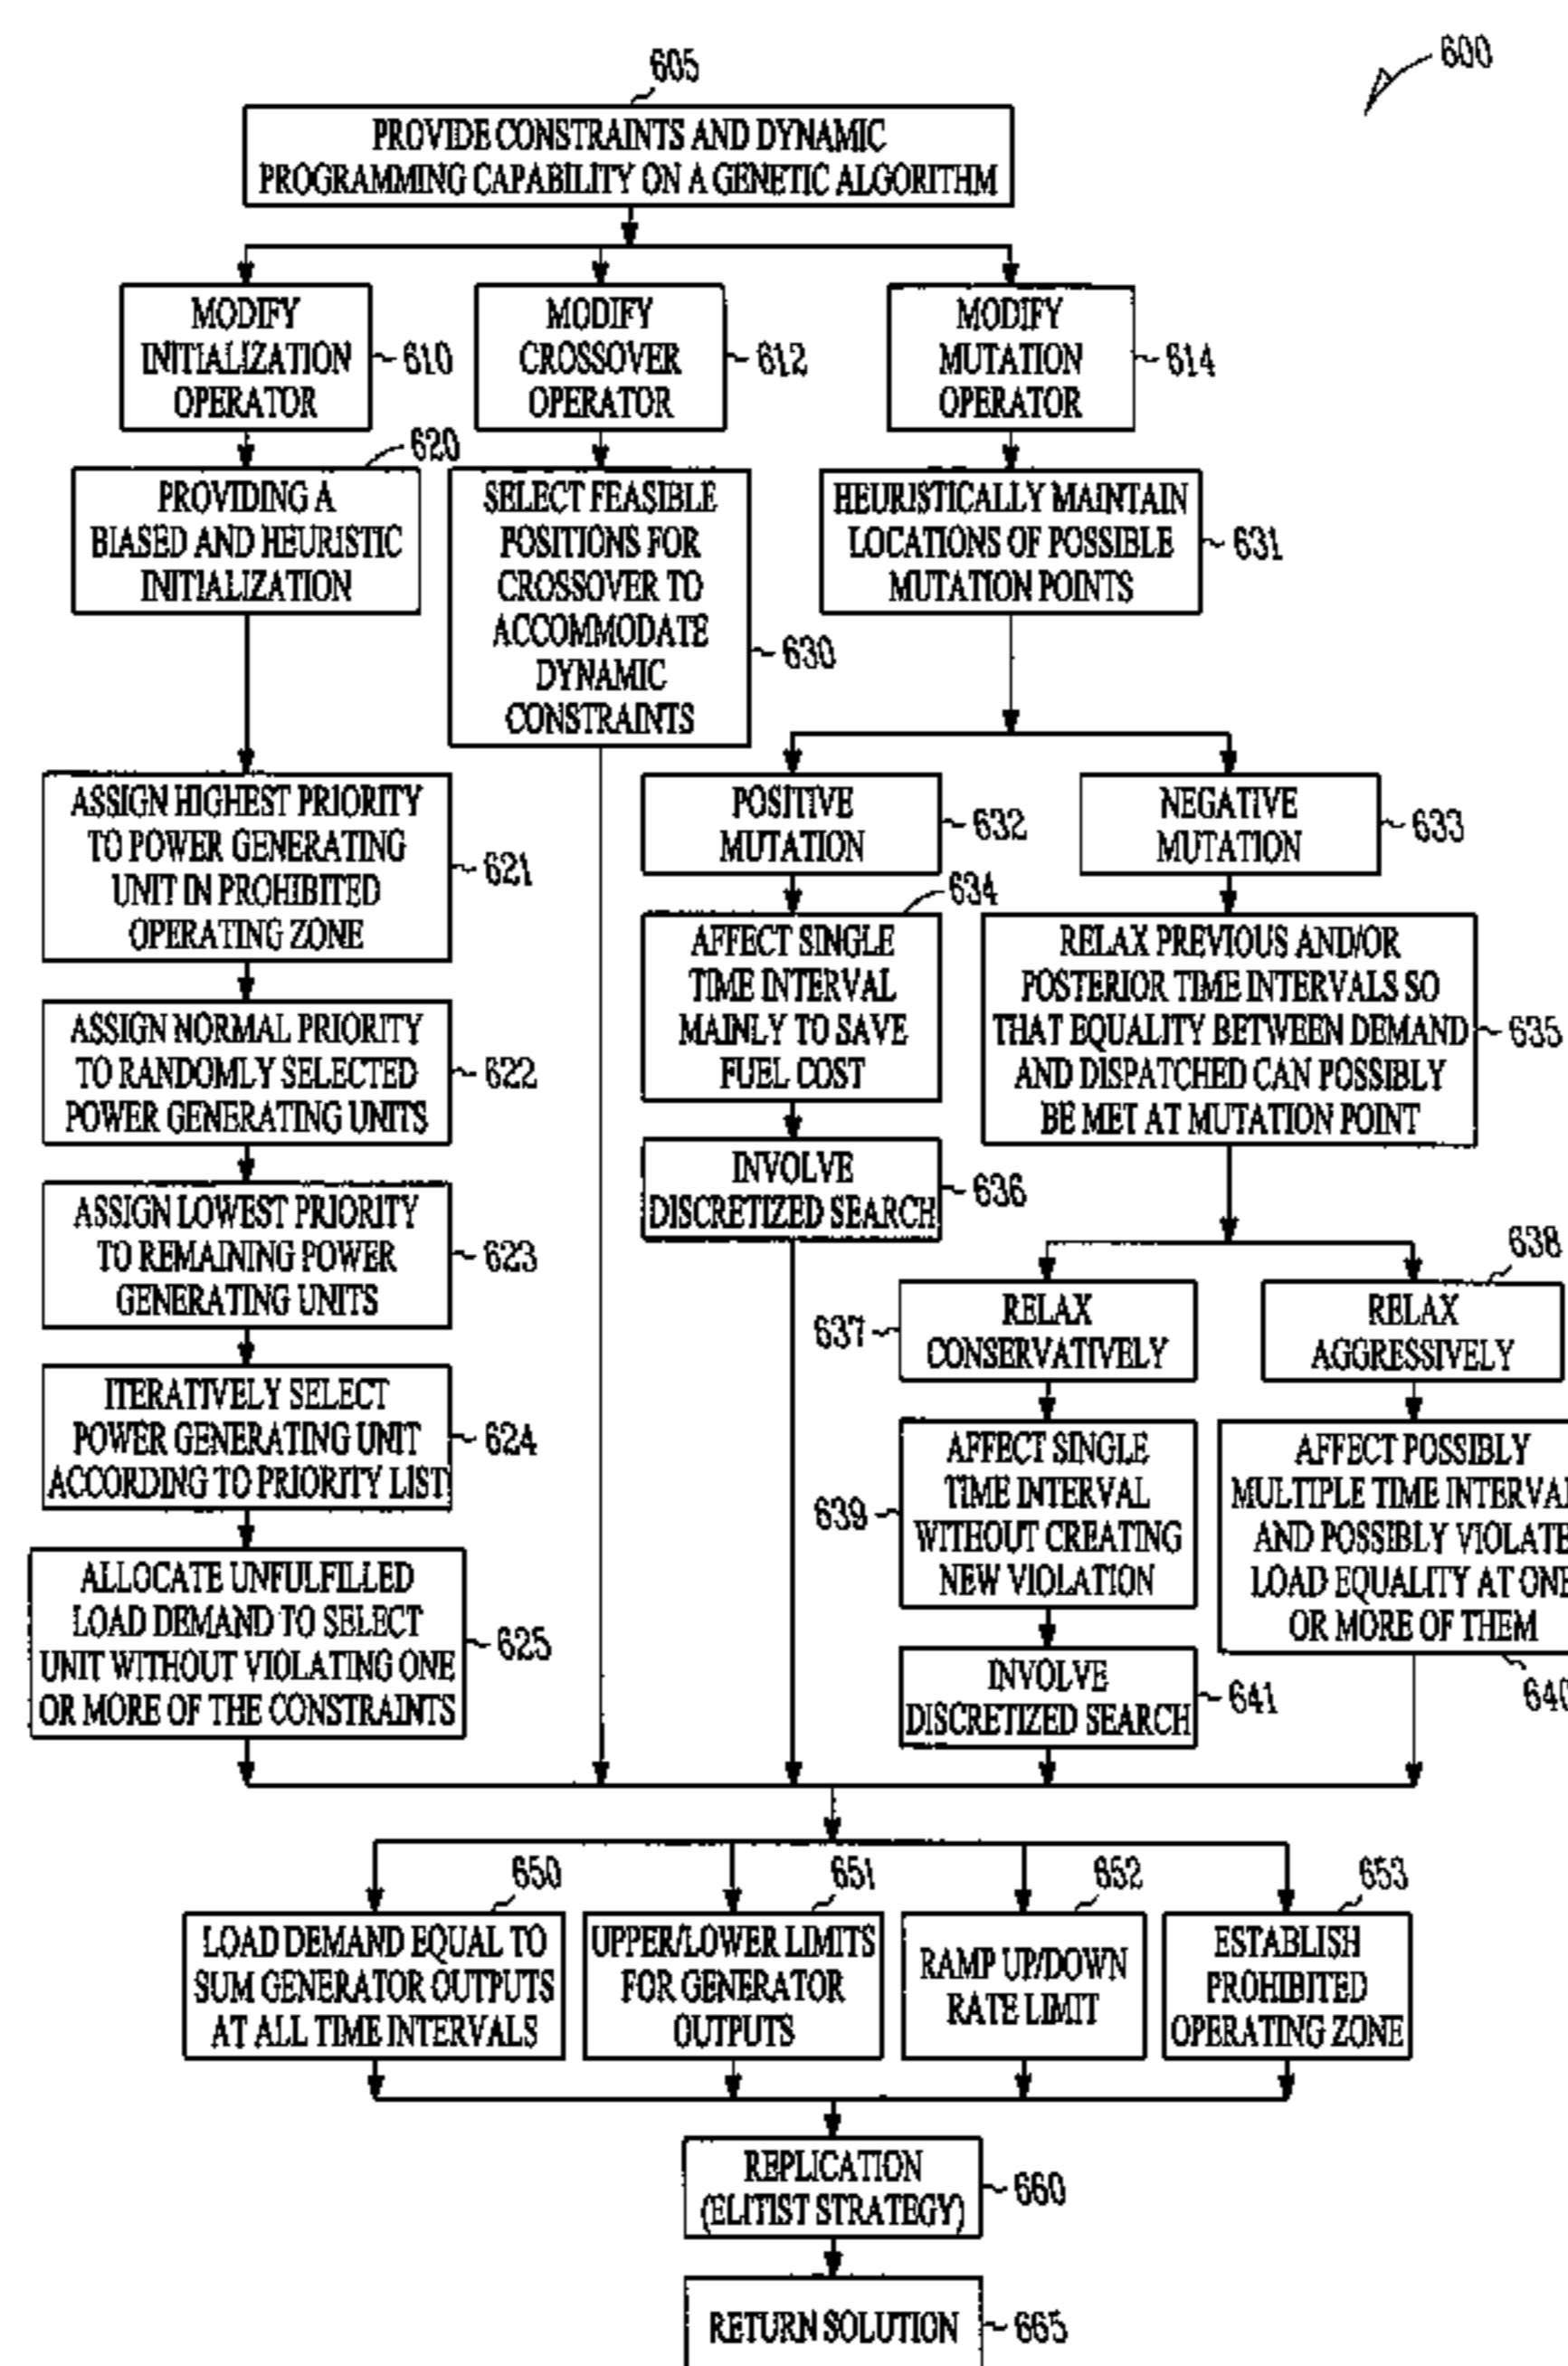 600
605
PROVIDE CONSTRAINTS AND DYNAMIC
PROGRAMMING CAPABILITY ON A GENETIC ALGORITHM
MODIFY
INITIALIZATION
OPERATOR
610
MODIFY
CROSSOVER
OPERATOR
612
MODIFY
MUTATION
OPERATOR
614
620
PROVIDING A
BIASED AND HEURISTIC
INITIALIZATION
SELECT FEASIBLE
POSITIONS FOR
CROSSOVER TO
ACCOMMODATE
DYNAMIC
CONSTRAINTS
630
HEURISTICALLY MAINTAIN
LOCATIONS OF POSSIBLE
MUTATION POINTS
631
ASSIGN HIGHEST PRIORITY
TO POWER GENERATING
UNIT IN PROHIBITED
OPERATING ZONE
621
POSITIVE
MUTATION
632
NEGATIVE
MUTATION
633
634
AFFECT SINGLE
TIME INTERVAL
MAINLY TO SAVE
FUEL COST
RELAX PREVIOUS AND/OR
POSTERIOR TIME INTERVALS SO
THAT EQUALITY BETWEEN DEMAND
AND DISPATCHED CAN POSSIBLY
BE MET AT MUTATION POINT
635
ASSIGN NORMAL PRIORITY
TO RANDOMLY SELECTED
POWER GENERATING UNITS
622
INVOLVE
DISCRETIZED SEARCH
636
ASSIGN LOWEST PRIORITY
TO REMAINING POWER
GENERATING UNITS
623
637
RELAX
CONSERVATIVELY
638
RELAX
AGGRESSIVELY
ITERATIVELY SELECT
POWER GENERATING UNIT
ACCORDING TO PRIORITY LIST
624
639
AFFECT SINGLE
TIME INTERVAL
WITHOUT CREATING
NEW VIOLATION
AFFECT POSSIBLY
MULTIPLE TIME INTERVAL
AND POSSIBLY VIOLATE
LOAD EQUALITY AT ONE
OR MORE OF THEM
640
ALLOCATE UNFULFILLED
LOAD DEMAND TO SELECT
UNIT WITHOUT VIOLATING ONE
OR MORE OF THE CONSTRAINTS
625
INVOLVE
DISCRETIZED SEARCH
641
650
LOAD DEMAND EQUAL TO
SUM GENERATOR OUTPUTS
AT ALL TIME INTERVALS
651
UPPER/LOWER LIMITS
FOR GENERATOR
OUTPUTS
652
RAMP UP/DOWN
RATE LIMIT
653
ESTABLISH
PROHIBITED
OPERATING ZONE
REPLICATION
(ELITIST STRATEGY)
660
RETURN SOLUTION
665